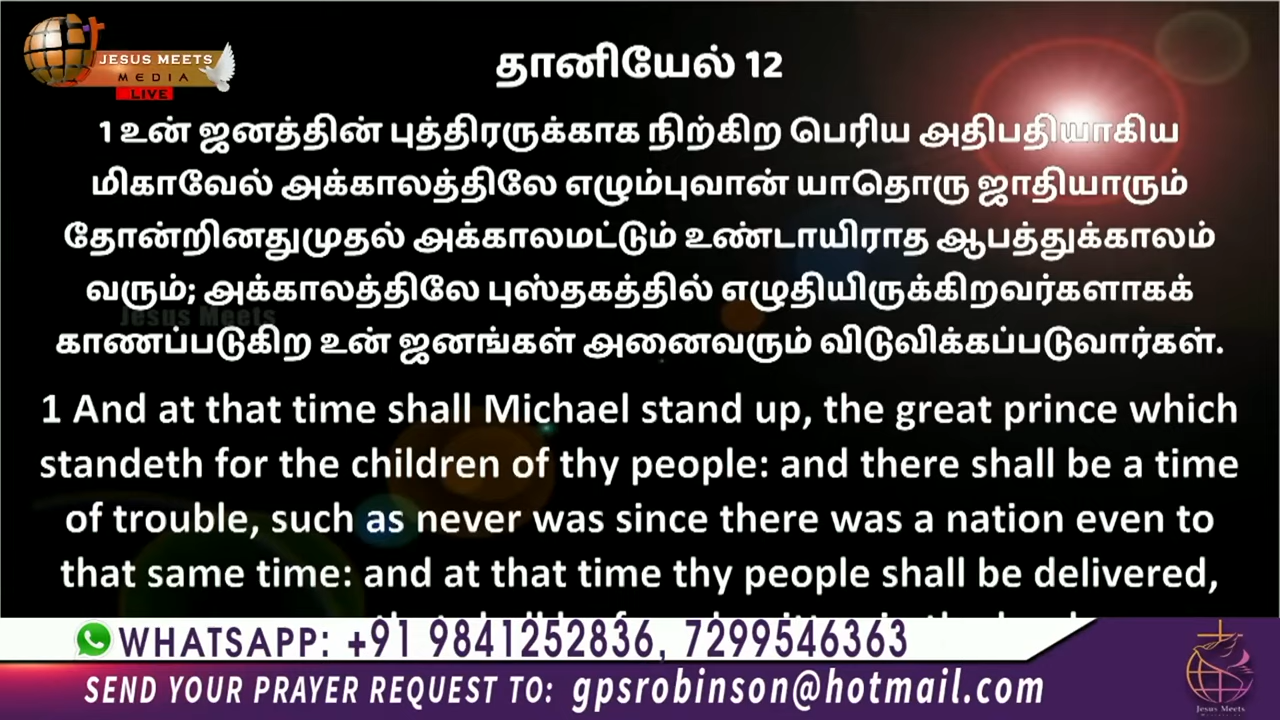 JESUS MEETS
MEDIA
LIVE
தானியேல் 12
1 உன் ஜனத்தின் புத்திரருக்காக நிற்கிற பெரிய அதிபதியாகிய
மிகாவேல் அக்காலத்திலே எழும்புவான் யாதொரு ஜாதியாரும்
தோன்றினதுமுதல் அக்காலமட்டும் உண்டாயிராத ஆபத்துக்காலம்
வரும்; அக்காலத்திலே புஸ்தகத்தில் எழுதியிருக்கிறவர்களாகக்
Jesus Meets
காணப்படுகிற உன் ஜனங்கள் அனைவரும் விடுவிக்கப்படுவார்கள்.
1 And at that time shall Michael stand up, the great prince which
standeth for the children of thy people: and there shall be a time
of trouble, such as never was since there was a nation even to
that same time: and at that time thy people shall be delivered,
WHATSAPP: +91 9841252836, 7299546363
SEND YOUR PRAYER REQUEST TO: gpsrobinson@hotmail.com
Jesus Meets